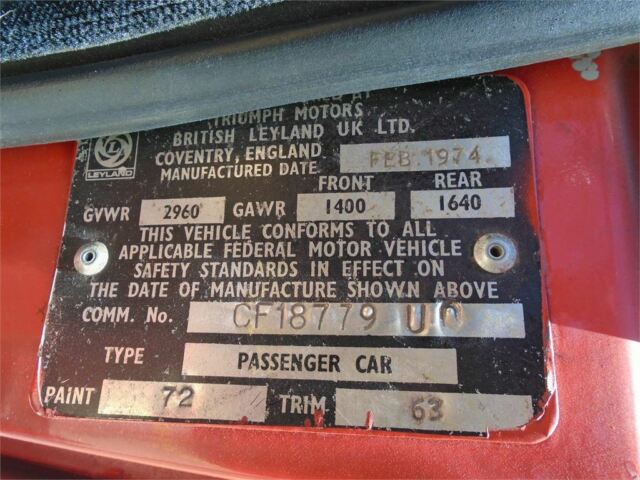 TRIUMPH MOTORS
BRITISH LEYLAND UK LTD.
COVENTRY, ENGLAND
MANUFACTURED DATE FEB 1974
L
LEYLAND
FRONT REAR
GVWR 2960 GAWR 1400 1640
THIS VEHICLE CONFORMS TO ALL
APPLICABLE FEDERAL MOTOR VEHICLE
SAFETY STANDARDS IN EFFECT ON
THE DATE OF MANUFACTURE SHOWN ABOVE
COMM. No. CF18779 UO
TYPE PASSENGER CAR
PAINT 72 TRIM 63